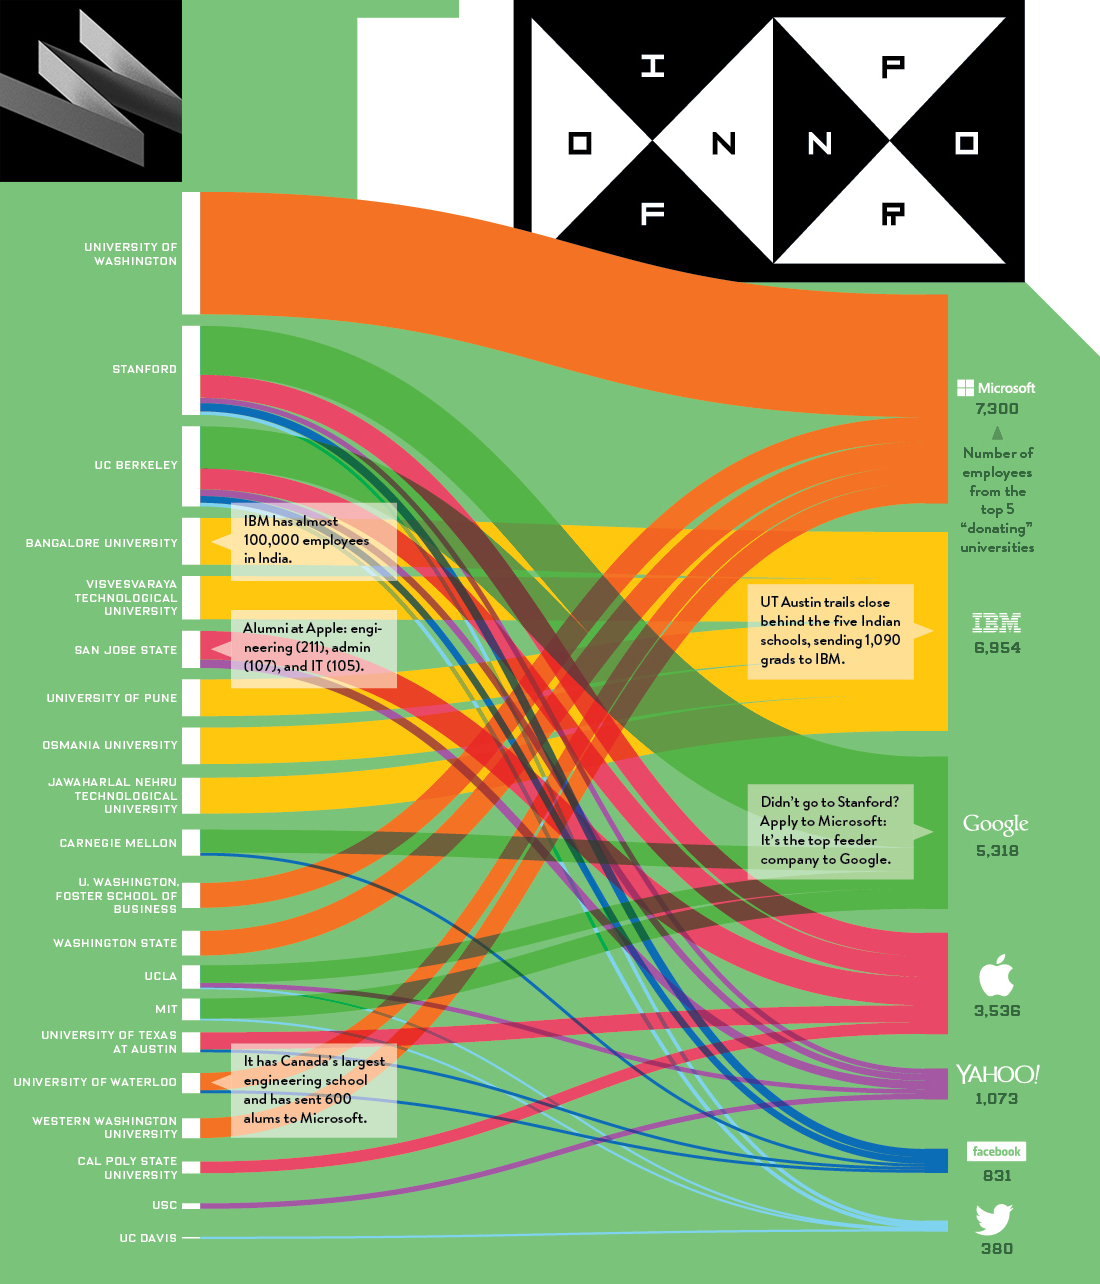 I
O N
F
P
N O
R
UNIVERSITY OF
WASHINGTON
STANFORD
UC BERKELEY
BANGALORE UNIVERSITY
VISVESVARAYA
TECHNOLOGICAL
UNIVERSITY
SAN JOSE STATE
UNIVERSITY OF PUNE
OSMANIA UNIVERSITY
JAWAHARLAL NEHRU
TECHNOLOGICAL
UNIVERSITY
CARNEGIE MELLON
U. WASHINGTON,
FOSTER SCHOOL OF
BUSINESS
WASHINGTON STATE
UCLA
MIT
UNIVERSITY OF TEXAS
AT AUSTIN
UNIVERSITY OF WATERLOO
WESTERN WASHINGTON
UNIVERSITY
CAL POLY STATE
UNIVERSITY
USC
UC DAVIS
IBM has almost
100,000 employees
in India.
Alumni at Apple: engi-
neering (211), admin
(107), and IT (105).
It has Canada's largest
engineering school
and has sent 600
alums to Microsoft.
UT Austin trails close
behind the five Indian
schools, sending 1,090
grads to IBM.
Didn't go to Stanford?
Apply to Microsoft:
It's the top feeder
company to Google.
Microsoft
7,300
Number of
employees
from the
top 5
“donating”
universities
IBM
6,954
Google
5,318
3,536
YAHOO!
1,073
facebook
831
380